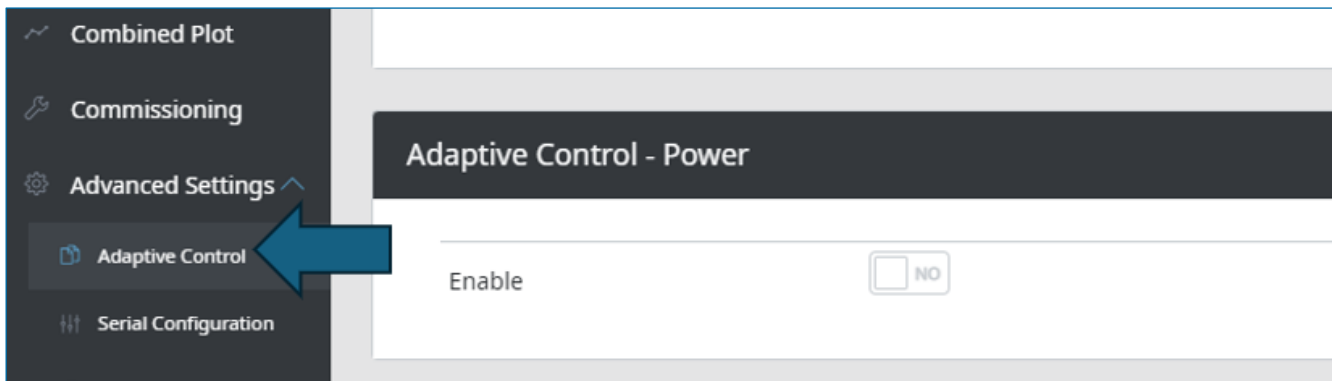 Combined Plot
Commissioning
Advanced Settings
Adaptive Control
Serial Configuration
Adaptive Control - Power
Enable
NO